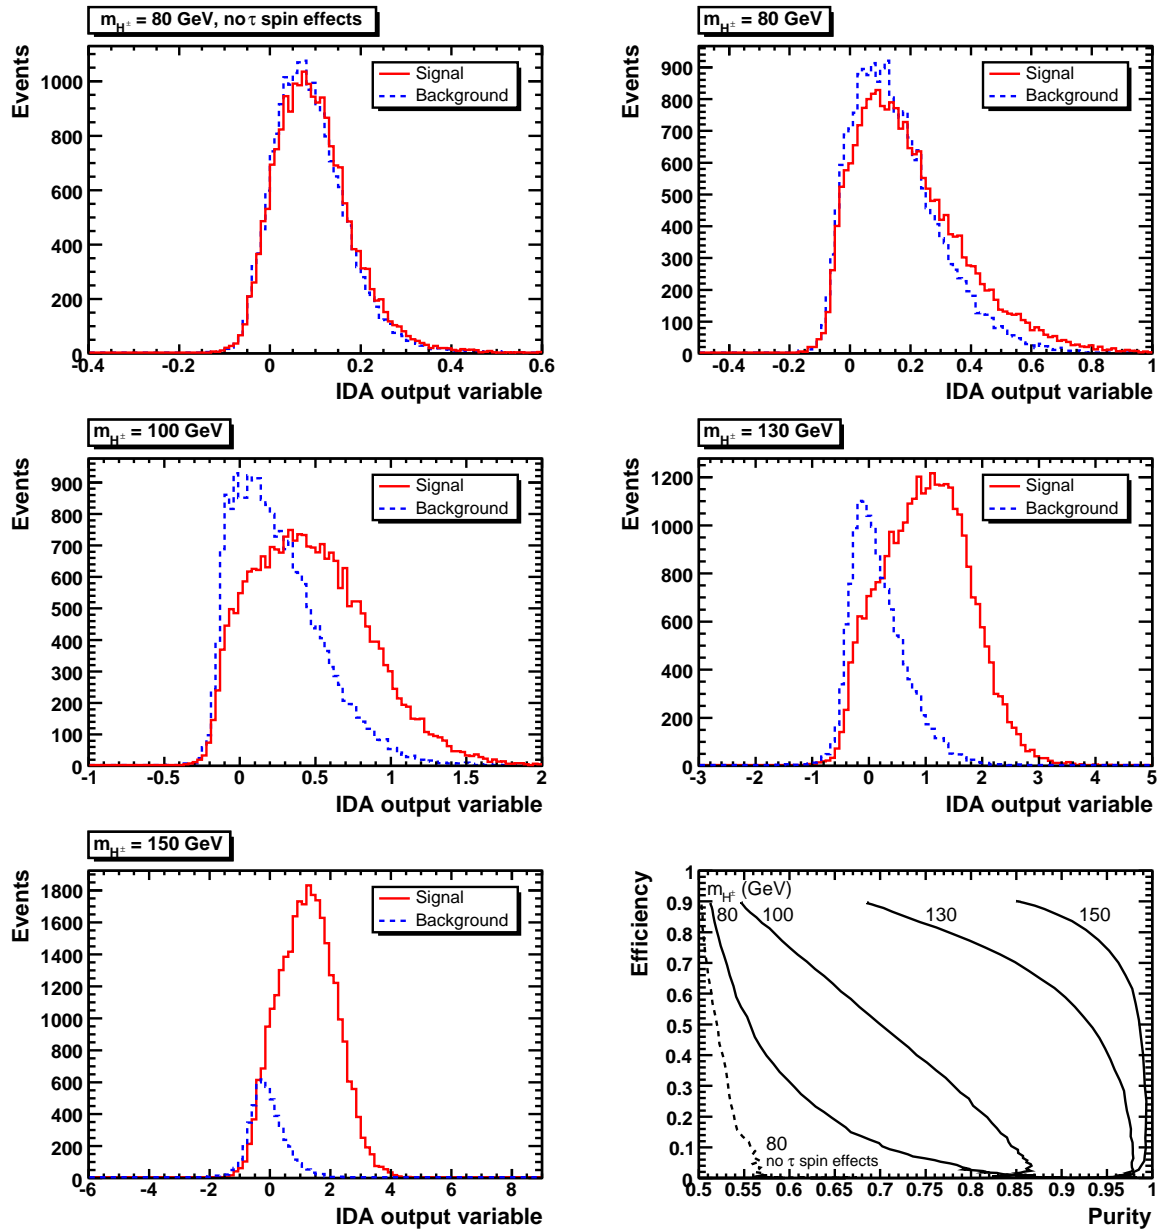 m_H± = 80 GeV, no τ spin effects
Events
1000
800
600
400
200
0
-0.4 -0.2 0 0.2 0.4 0.6
IDA output variable
Signal
Background
m_H± = 80 GeV
Events
900
800
700
600
500
400
300
200
100
0
-0.4 -0.2 0 0.2 0.4 0.6 0.8 1
IDA output variable
Signal
Background
m_H± = 100 GeV
Events
900
800
700
600
500
400
300
200
100
0
-1 -0.5 0 0.5 1 1.5 2
IDA output variable
Signal
Background
m_H± = 130 GeV
Events
1200
1000
800
600
400
200
0
-3 -2 -1 0 1 2 3 4 5
IDA output variable
Signal
Background
m_H± = 150 GeV
Events
1800
1600
1400
1200
1000
800
600
400
200
0
-6 -4 -2 0 2 4 6 8
IDA output variable
Signal
Background
Efficiency
1
0.9
0.8
0.7
0.6
0.5
0.4
0.3
0.2
0.1
0
m_H± (GeV)
80 100 130 150
80
no τ spin effects
0.5 0.55 0.6 0.65 0.7 0.75 0.8 0.85 0.9 0.95 1
Purity